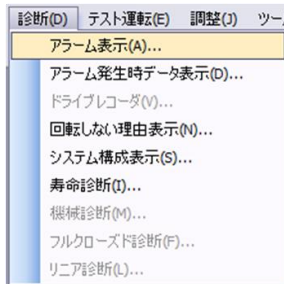 診断(D) テスト運転(E) 調整(J) ツー
アラーム表示(A)...
アラーム発生時データ表示(D)...
ドライブレコーダ(V)...
回転しない理由表示(N)...
システム構成表示(S)...
寿命診断(I)...
機械診断(M)...
フルクローズド診断(F)...
リニア診断(L)...